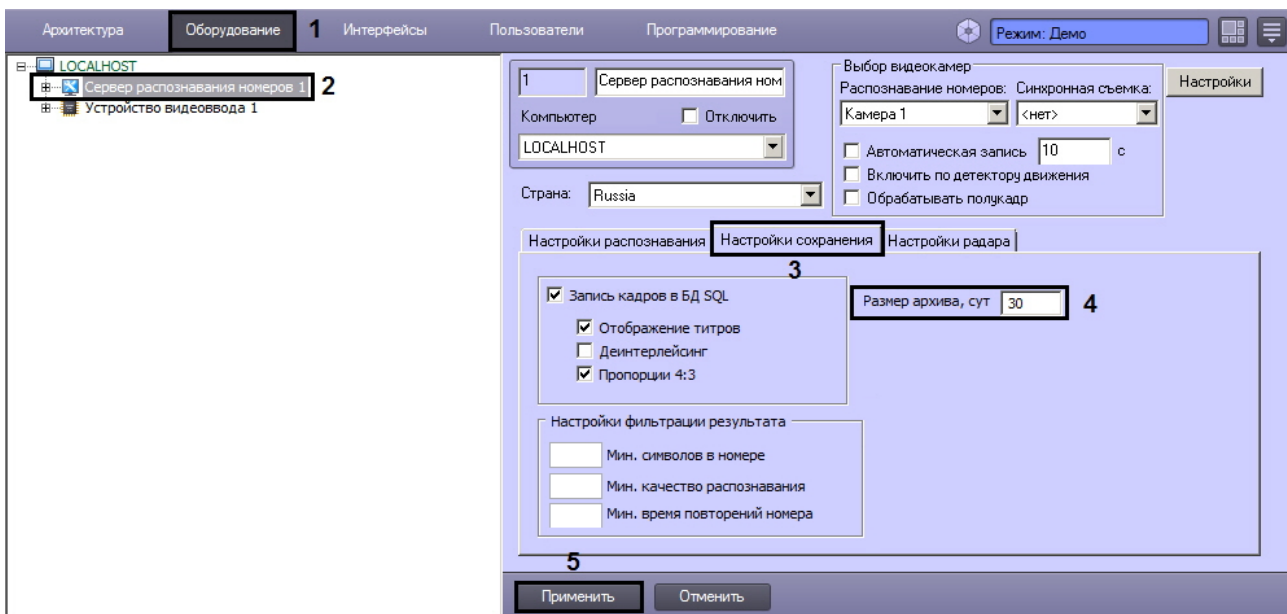 Архитектура Оборудование 1 Интерфейсы Пользователи Программирование Режим: Демо
LOCALHOST
Сервер распознавания номеров 1 2
Устройство видеоввода 1
1 Сервер распознавания ном
Компьютер Отключить
LOCALHOST
Страна: Russia
Выбор видеокамер
Распознавание номеров: Синхронная съемка:
Камера 1 <нет>
Автоматическая запись 10 с
Включить по детектору движения
Обрабатывать полукадр
Настройки
Настройки распознавания Настройки сохранения Настройки радара
3
Запись кадров в БД SQL
Отображение титров
Деинтерлейсинг
Пропорции 4:3
Размер архива, сут 30 4
Настройки фильтрации результата
Мин. символов в номере
Мин. качество распознавания
Мин. время повторений номера
5
Применить Отменить